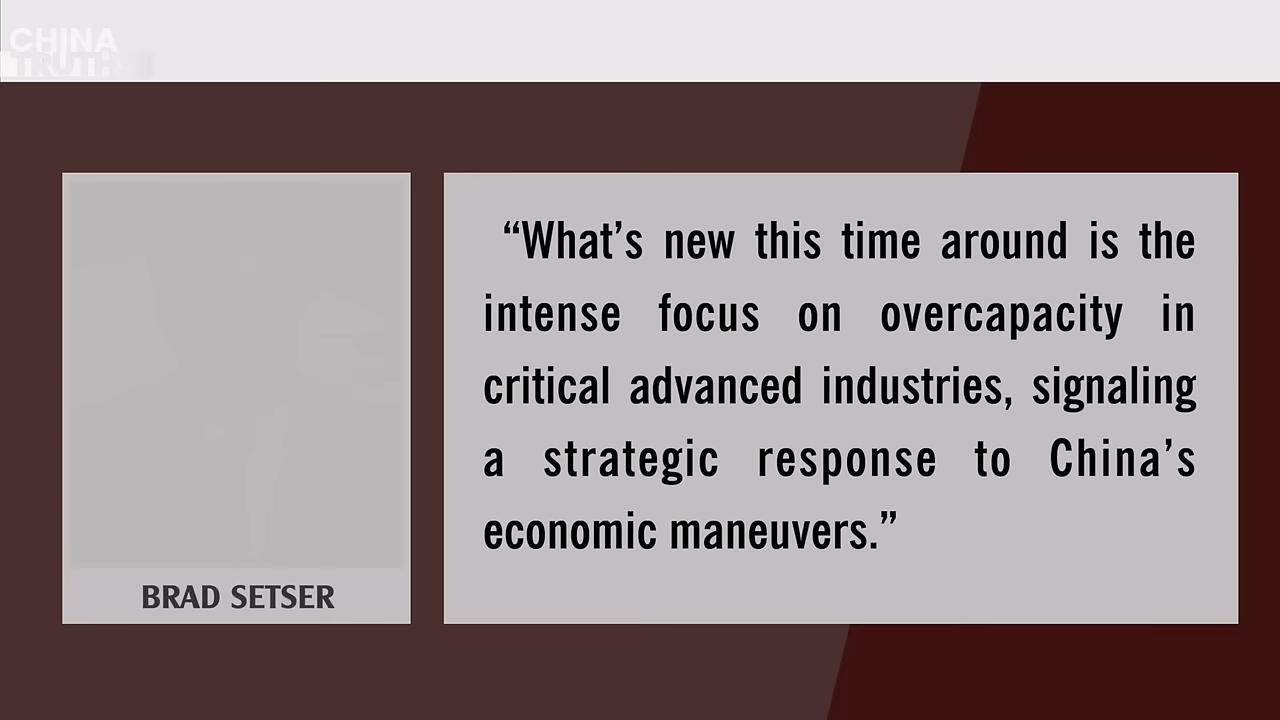 CHINA
TRUTHS
“What’s new this time around is the
intense focus on overcapacity in
critical advanced industries, signaling
a strategic response to China’s
economic maneuvers.”
BRAD SETSER